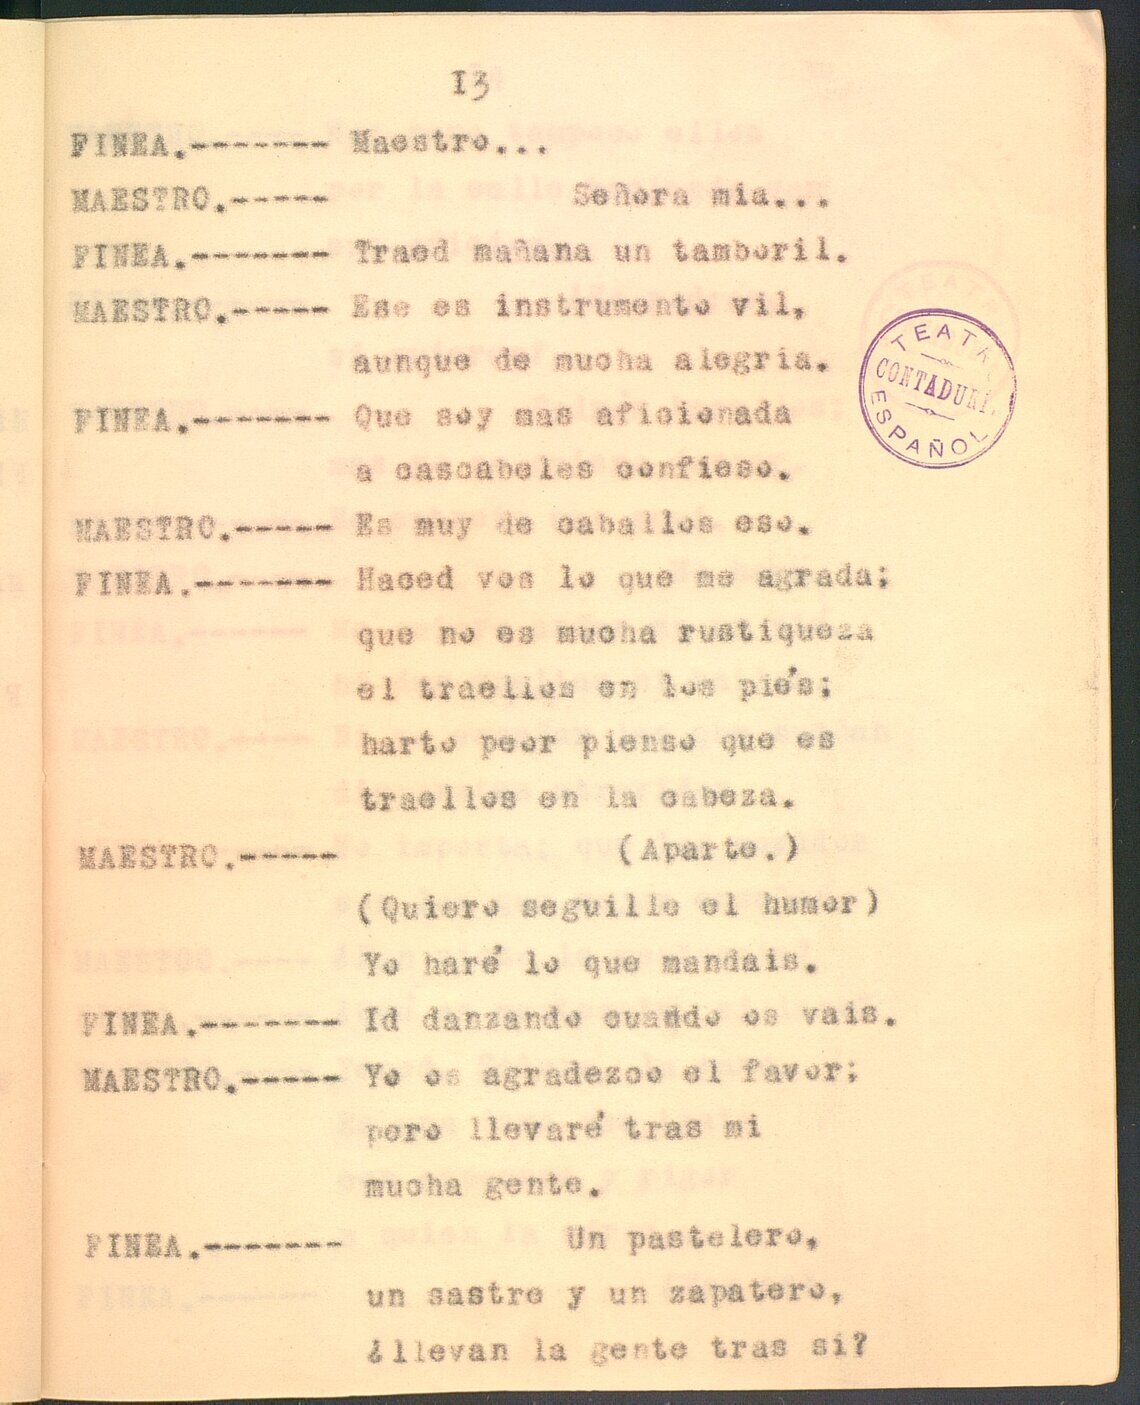 13
FINEA.------- Maestro...
MAESTRO.----- Señora mia...
FINEA.------- Traed mañana un tamboril.
MAESTRO.----- Ese es instrumento vil,
aunque de mucha alegria.
FINEA.------- Que soy mas aficionada
a cascabeles confieso.
MAESTRO.----- Es muy de caballos eso.
FINEA.------- Haced vos lo que me agrada;
que no es mucha rustiqueza
el traellos en los piés;
harto peor pienso que es
traellos en la cabeza.
MAESTRO.----- (Aparte.)
(Quiero seguille el humor)
Yo haré lo que mandais.
FINEA.------- Id danzando cuando os vais.
MAESTRO.----- Yo os agradezco el favor;
pero llevaré tras mi
mucha gente.
FINEA.------- Un pastelero,
un sastre y un zapatero,
¿llevan la gente tras si?
CONTADURÍA
ESPAÑOL